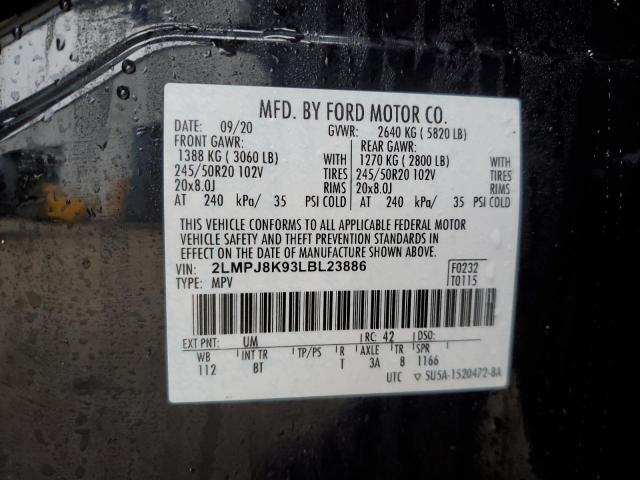 MFD. BY FORD MOTOR CO.
DATE: 09/20 GVWR: 2640 KG ( 5820 LB)
FRONT GAWR: REAR GAWR:
1388 KG ( 3060 LB) WITH 1270 KG ( 2800 LB) WITH
245/50R20 102V TIRES 245/50R20 102V TIRES
20x8.0J RIMS 20x8.0J RIMS
AT 240 kPa/ 35 PSI COLD AT 240 kPa/ 35 PSI COLD
THIS VEHICLE CONFORMS TO ALL APPLICABLE FEDERAL MOTOR
VEHICLE SAFETY AND THEFT PREVENTION STANDARDS IN
EFFECT ON THE DATE OF MANUFACTURE SHOWN ABOVE.
VIN: 2LMPJ8K93LBL23886 F0232
TYPE: MPV T0115
EXT PNT: UM RC: 42 DSO:
WB INT TR TP/PS R AXLE TR SPR
112 BT T 3A 8 1166
UTC ▽ 5U5A-1520472-BA